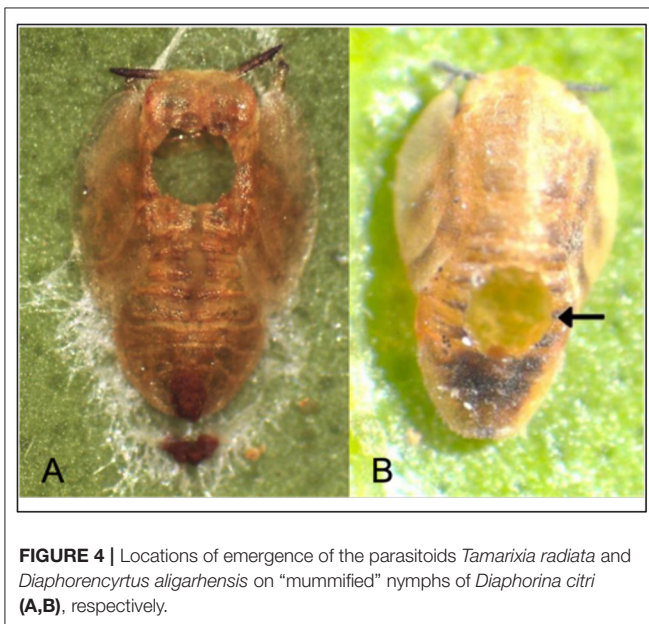 A
B
FIGURE 4 | Locations of emergence of the parasitoids Tamarixia radiata and
Diaphorencyrtus aligarhensis on “mummified” nymphs of Diaphorina citri
(A,B), respectively.